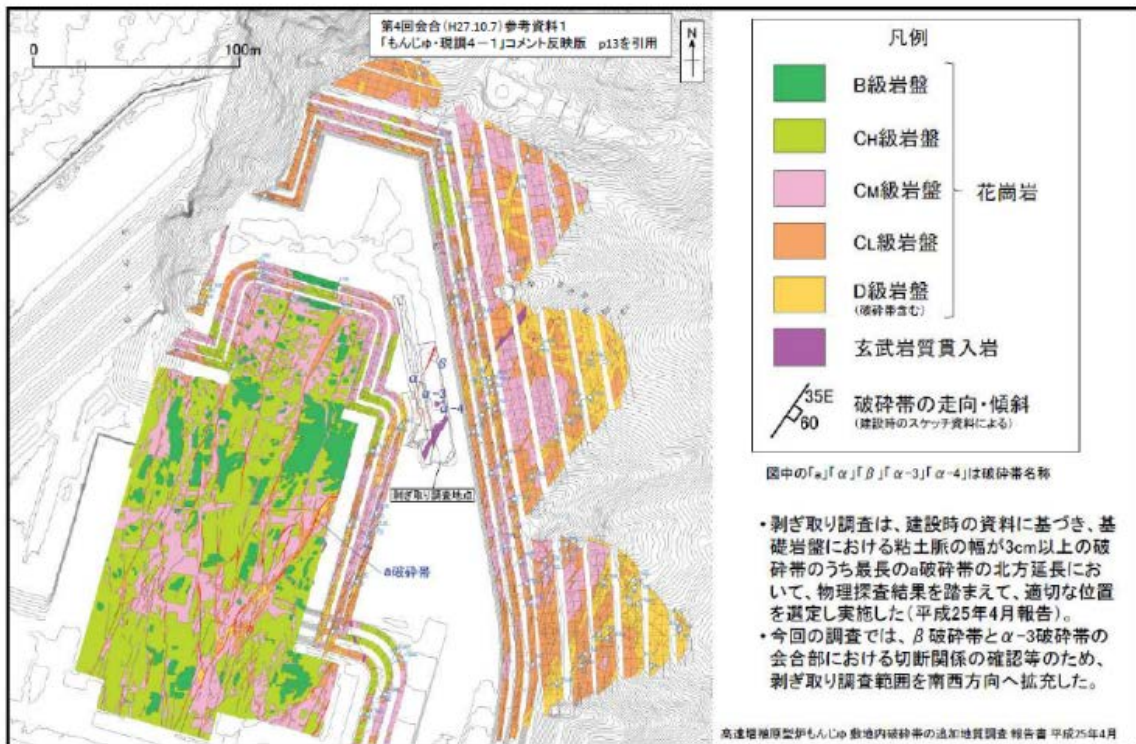 第4回会合(H27.10.7)参考資料1
「もんじゅ・現調4-1」コメント反映版 p13を引用
0 100m
N
α
β
α-3
α-4
剥ぎ取り調査地点
a破砕帯
凡例
B級岩盤
CH級岩盤
CM級岩盤
CL級岩盤
D級岩盤
(破砕帯含む)
花崗岩
玄武岩質貫入岩
35E
60
破砕帯の走向・傾斜
(建設時のスケッチ資料による)
図中の「a」「α」「β」「α-3」「α-4」は破砕帯名称
・剥ぎ取り調査は、建設時の資料に基づき、基
礎岩盤における粘土脈の幅が3cm以上の破
砕帯のうち最長のa破砕帯の北方延長にお
いて、物理探査結果を踏まえて、適切な位置
を選定し実施した(平成25年4月報告)。
・今回の調査では、β破砕帯とα-3破砕帯の
会合部における切断関係の確認等のため、
剥ぎ取り調査範囲を南西方向へ拡充した。
高速増殖原型炉もんじゅ 敷地内破砕帯の追加地質調査 報告書 平成25年4月